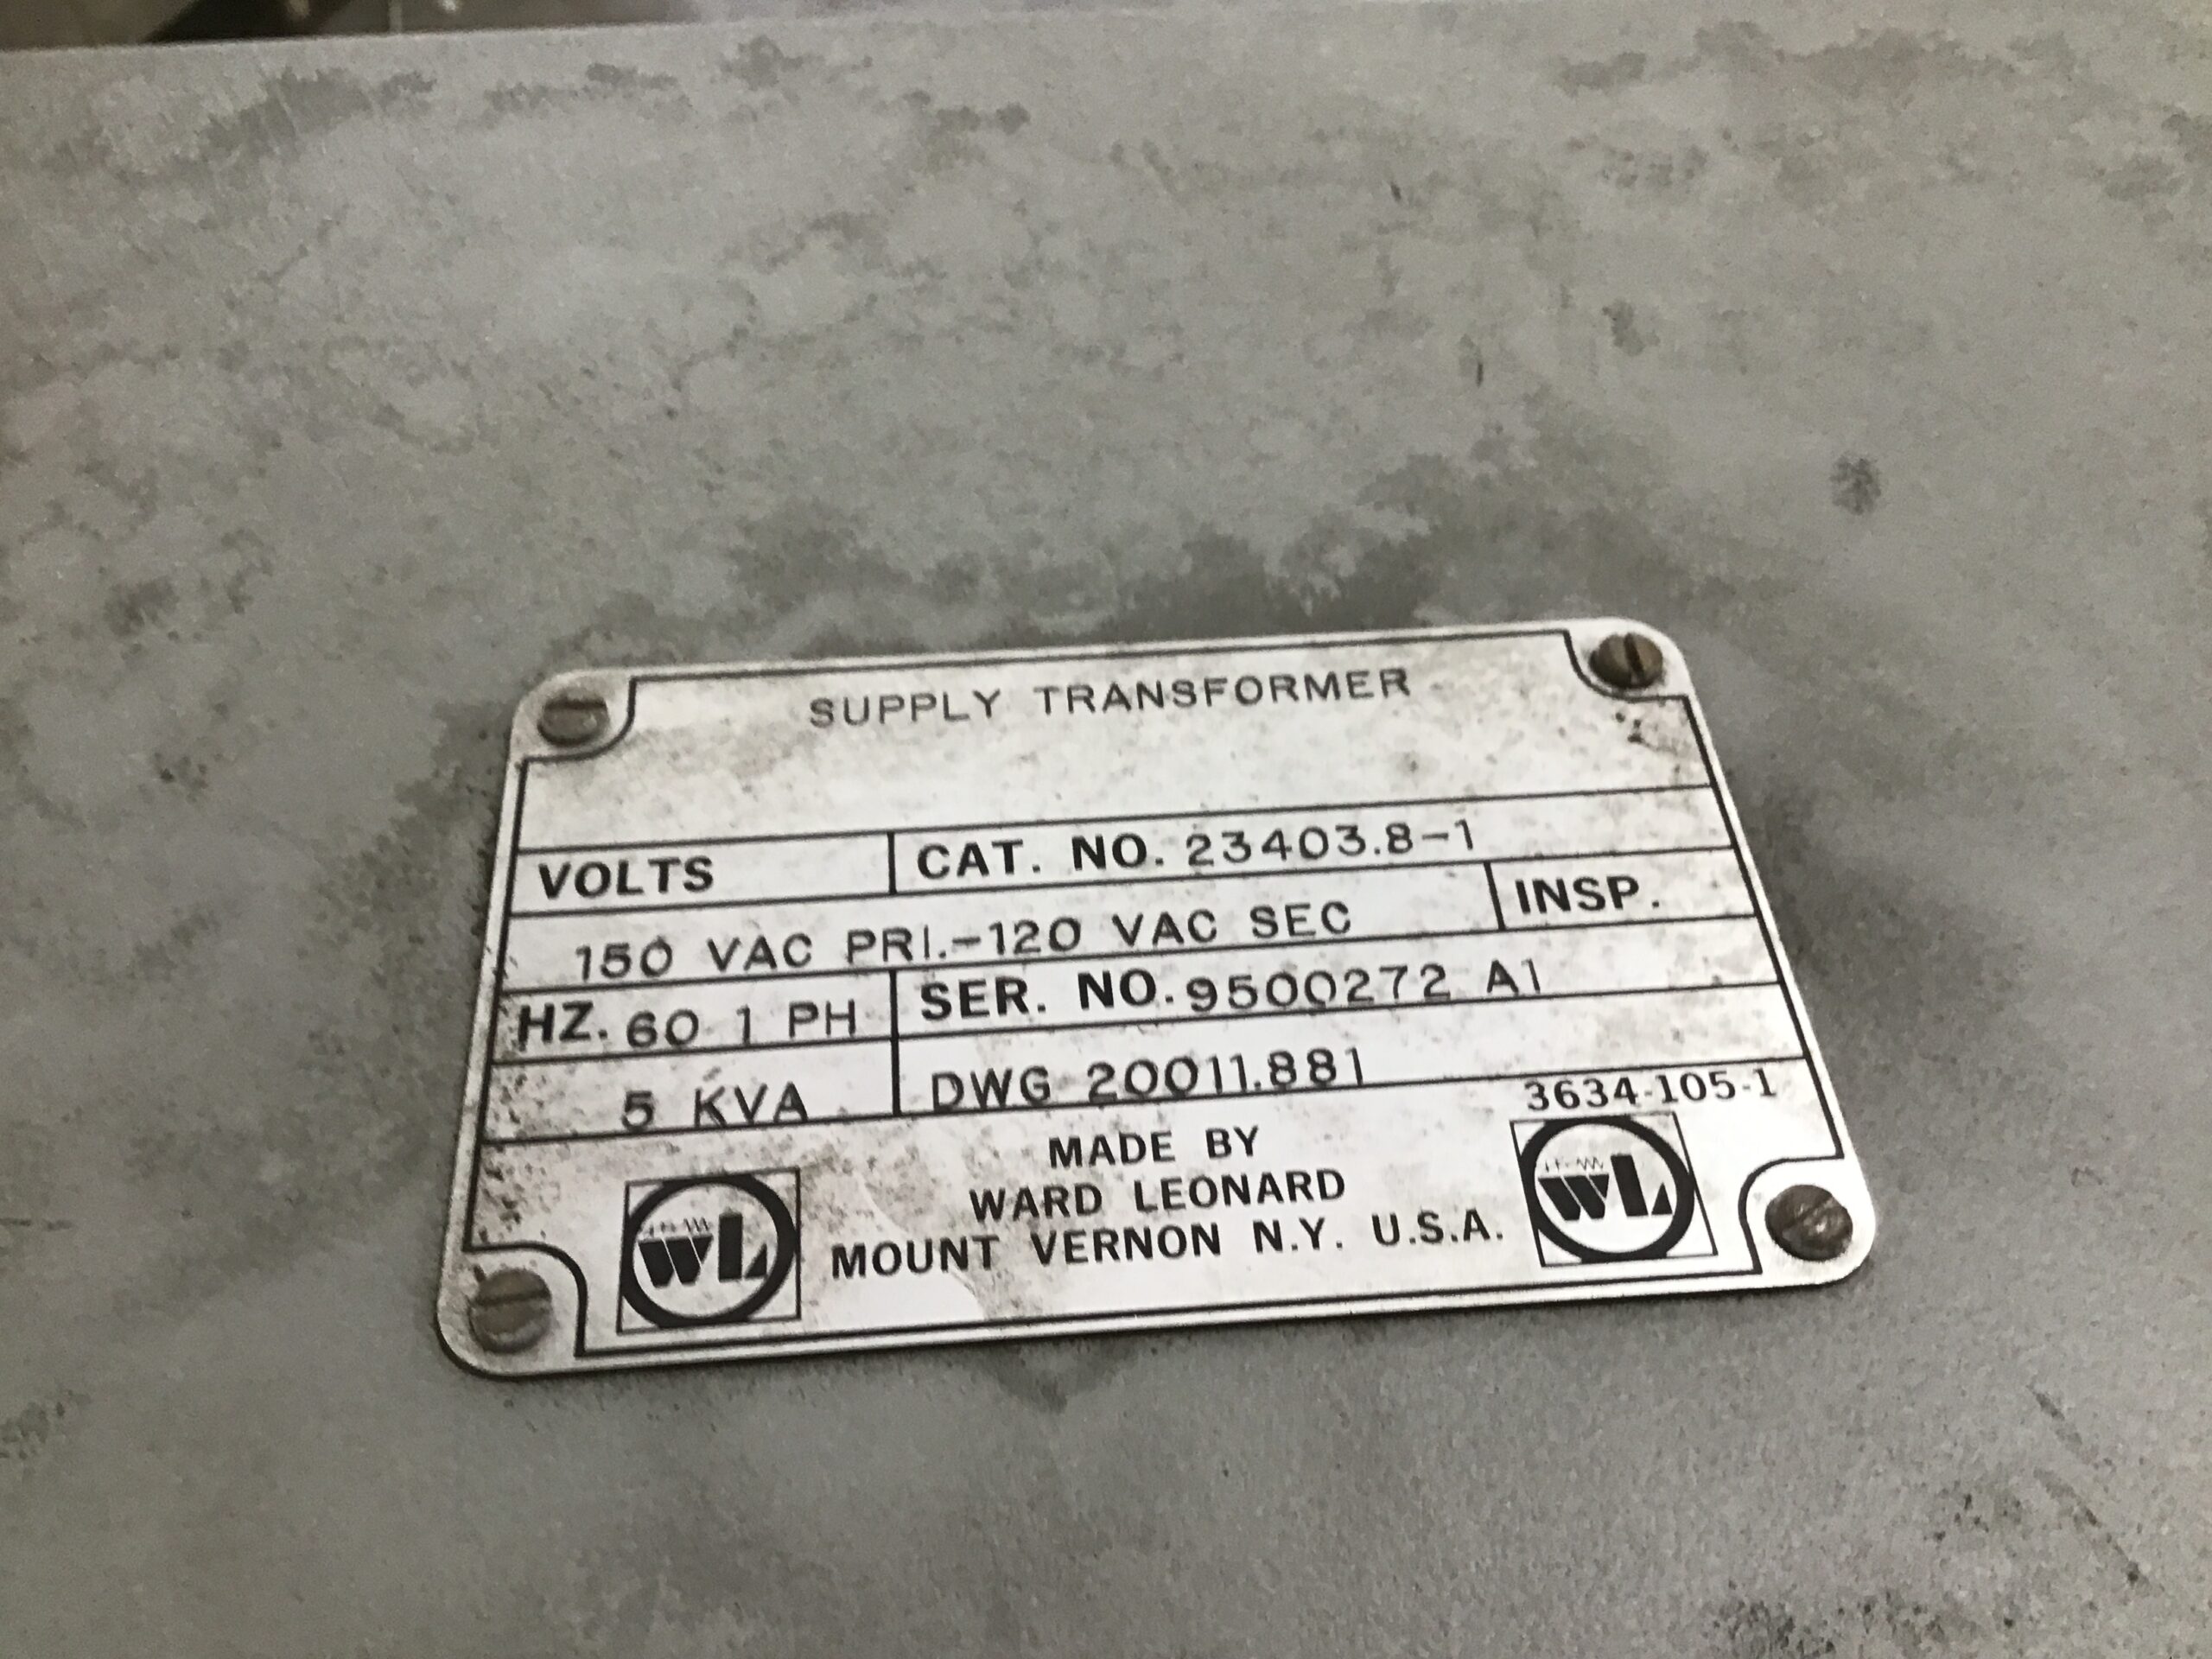 SUPPLY TRANSFORMER
VOLTS CAT. NO. 23403.8-1
150 VAC PRI.-120 VAC SEC INSP.
HZ. 60 1 PH SER. NO. 9500272 A1
5 KVA DWG 20011.881
3634-105-1
MADE BY
WARD LEONARD
MOUNT VERNON N.Y. U.S.A.
WL WL